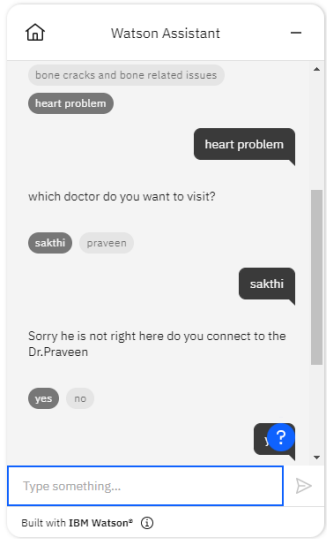 Watson Assistant
bone cracks and bone related issues
heart problem
heart problem
which doctor do you want to visit?
sakthi praveen
sakthi
Sorry he is not right here do you connect to the
Dr.Praveen
yes no
?
Type something...
Built with IBM Watson®